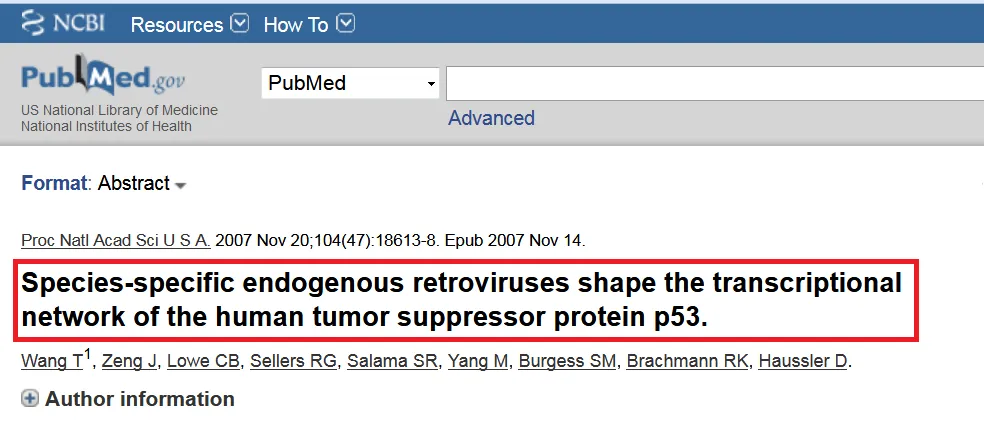 NCBI Resources How To
PubMed.gov
US National Library of Medicine
National Institutes of Health
PubMed
Advanced
Format: Abstract
Proc Natl Acad Sci U S A. 2007 Nov 20;104(47):18613-8. Epub 2007 Nov 14.
Species-specific endogenous retroviruses shape the transcriptional
network of the human tumor suppressor protein p53.
Wang T1, Zeng J, Lowe CB, Sellers RG, Salama SR, Yang M, Burgess SM, Brachmann RK, Haussler D.
Author information